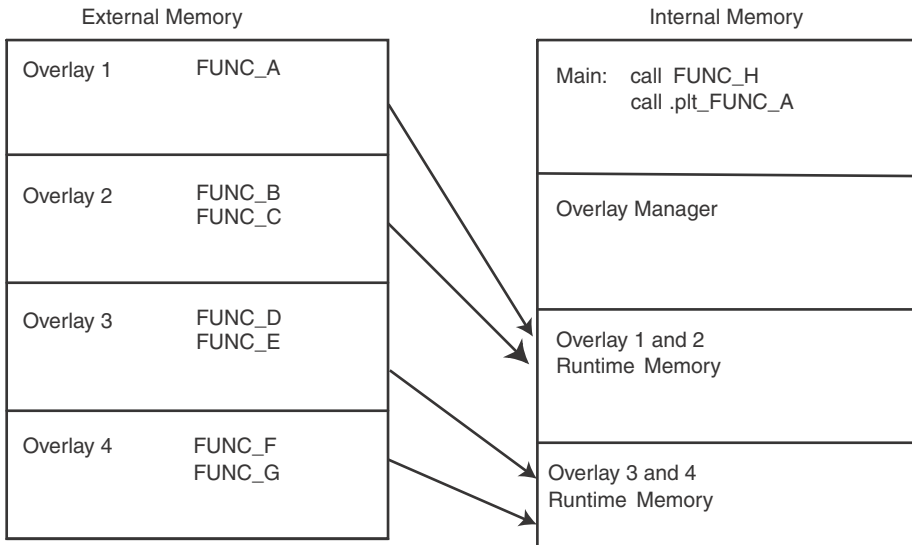 External Memory
Overlay 1 FUNC_A
Overlay 2 FUNC_B
FUNC_C
Overlay 3 FUNC_D
FUNC_E
Overlay 4 FUNC_F
FUNC_G
Internal Memory
Main: call FUNC_H
call .plt_FUNC_A
Overlay Manager
Overlay 1 and 2
Runtime Memory
Overlay 3 and 4
Runtime Memory